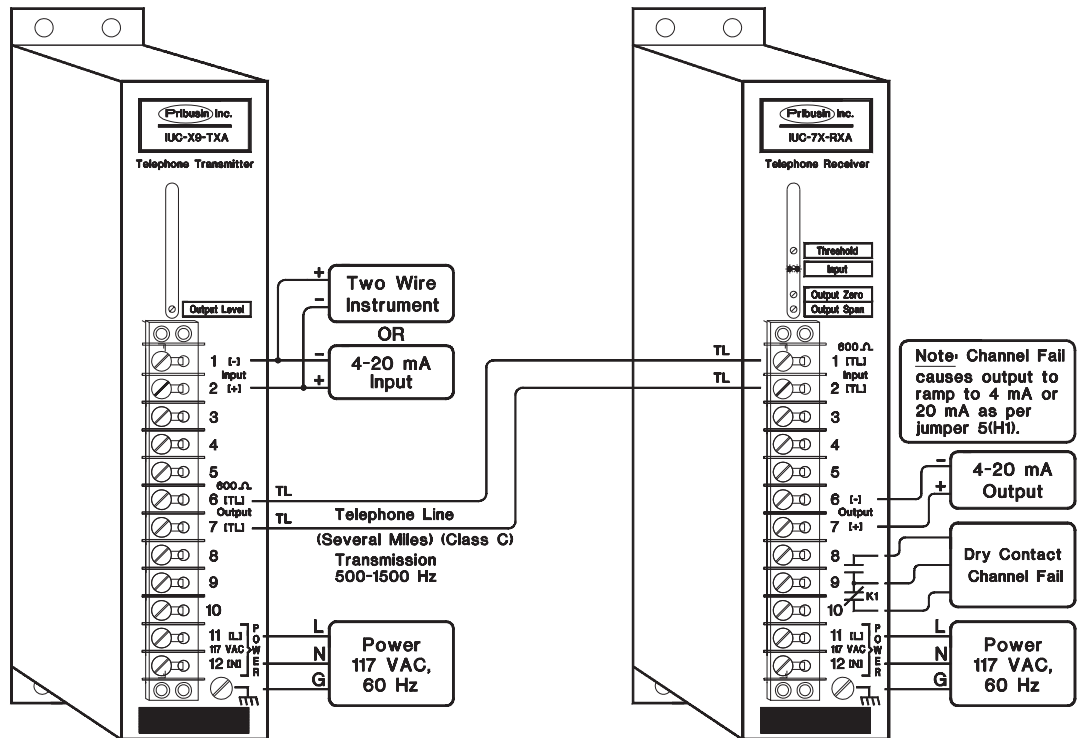 Pribusin Inc.
IUC-X9-TXA
Telephone Transmitter
Output Level
1 [-]
Input
2 [+]
3
4
5
600Ω
6 [TL]
Output
7 [TL]
8
9
10
11 [L]
117 VAC
12 [N]
POWER
+
-
Two Wire
Instrument
OR
-
+
4-20 mA
Input
TL
TL
Telephone Line
(Several Miles) (Class C)
Transmission
500-1500 Hz
L
N
G
Power
117 VAC,
60 Hz
Pribusin Inc.
IUC-7X-RXA
Telephone Receiver
Threshold
Input
Output Zero
Output Span
TL
TL
600Ω
1 [TL]
Input
2 [TL]
3
4
5
6 [-]
Output
7 [+]
8
9
10
K1
11 [L]
117 VAC
12 [N]
POWER
Note: Channel Fail
causes output to
ramp to 4 mA or
20 mA as per
jumper 5(H1).
-
+
4-20 mA
Output
Dry Contact
Channel Fail
L
N
G
Power
117 VAC,
60 Hz